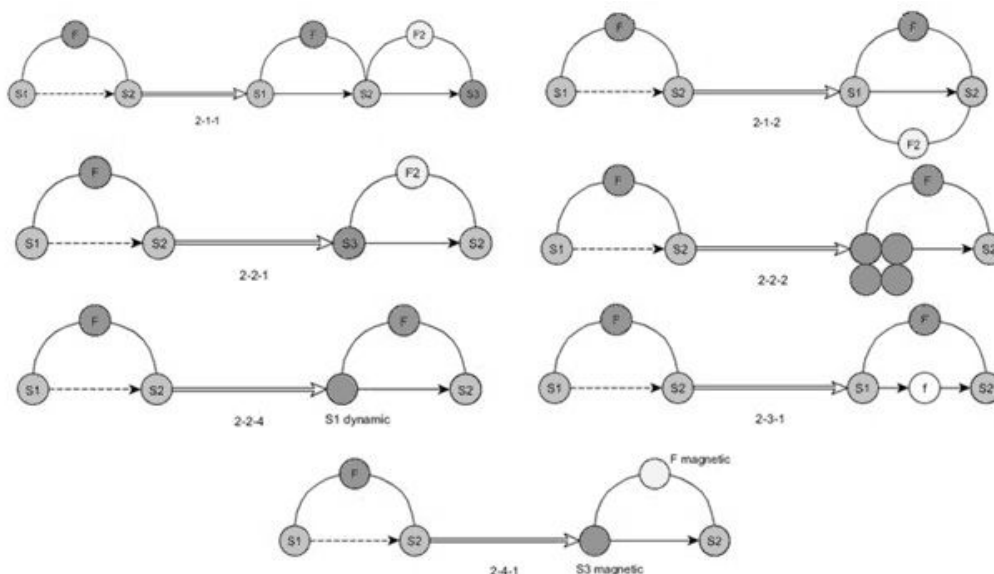 F F F2
S1 S2 S1 S2 S3
2-1-1
F F
S1 S2 S1 S2
F2
2-1-2
F F2
S1 S2 S3 S2
2-2-1
F F
S1 S2 S2
2-2-2
F F
S1 S2 S2
2-2-4
S1 dynamic
F F
S1 S2 S1 f S2
2-3-1
F magnetic
F
S1 S2 S2
2-4-1
S3 magnetic